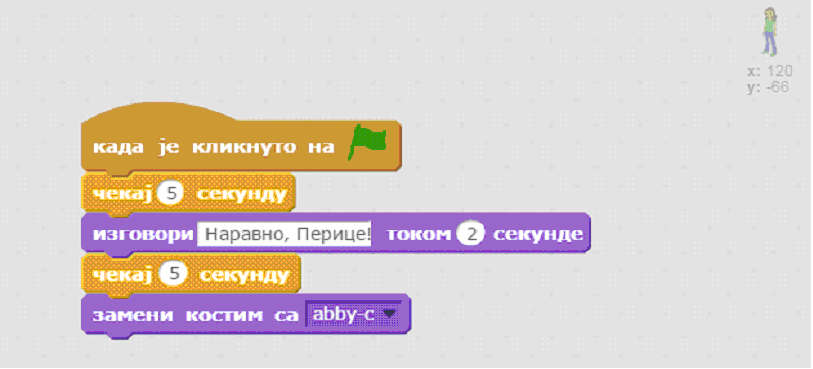 x: 120
y: -66
када је кликнуто на
чекај 5 секунду
изговори Наравно, Перице! током 2 секунде
чекај 5 секунду
замени костим са abby-c